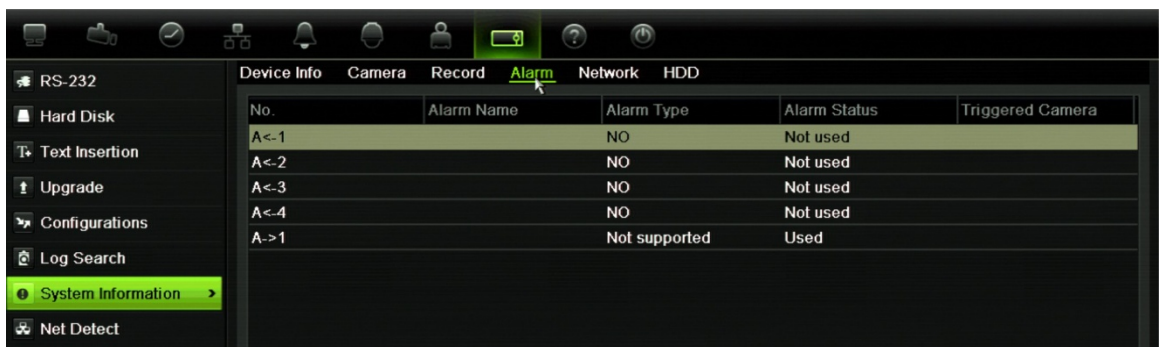 RS-232
Hard Disk
Text Insertion
Upgrade
Configurations
Log Search
System Information >
Net Detect
Device Info Camera Record Alarm Network HDD
No. Alarm Name Alarm Type Alarm Status Triggered Camera
A<-1 NO Not used
A<-2 NO Not used
A<-3 NO Not used
A<-4 NO Not used
A->1 Not supported Used